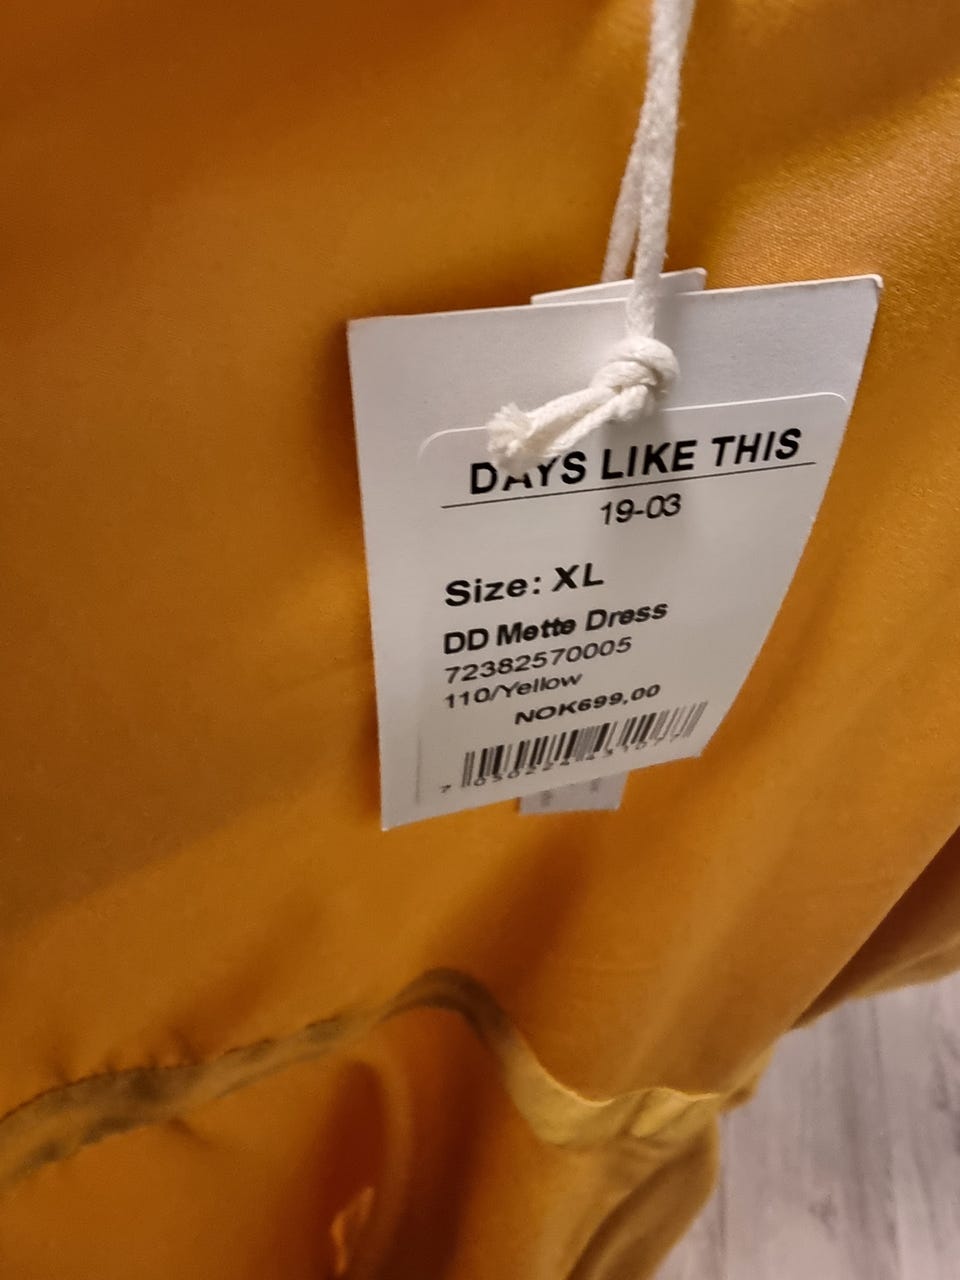 DAYS LIKE THIS
19-03
Size: XL
DD Mette Dress
72382570005
110/Yellow
NOK699,00